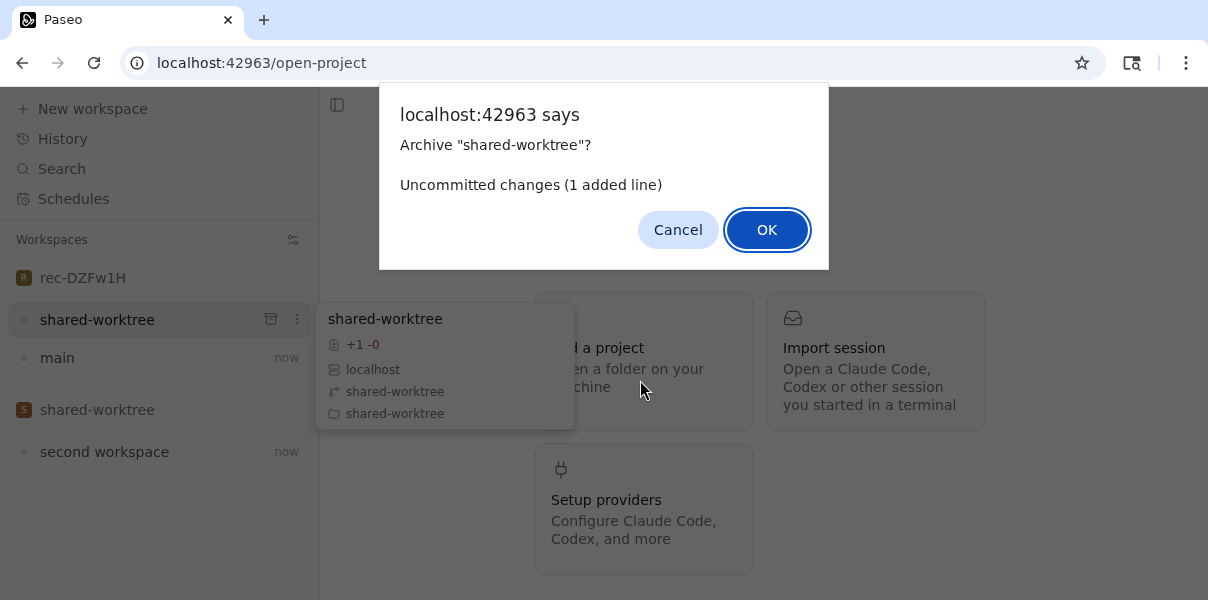 Paseo
localhost:42963/open-project
New workspace
History
Search
Schedules
Workspaces
R
rec-DZFw1H
shared-worktree
main
now
S
shared-worktree
second workspace
now
localhost:42963 says
Archive "shared-worktree"?
Uncommitted changes (1 added line)
Cancel
OK
shared-worktree
+1 -0
localhost
shared-worktree
shared-worktree
a project
folder on your
Import session
Open a Claude Code,
Codex or other session
you started in a terminal
Setup providers
Configure Claude Code,
Codex, and more